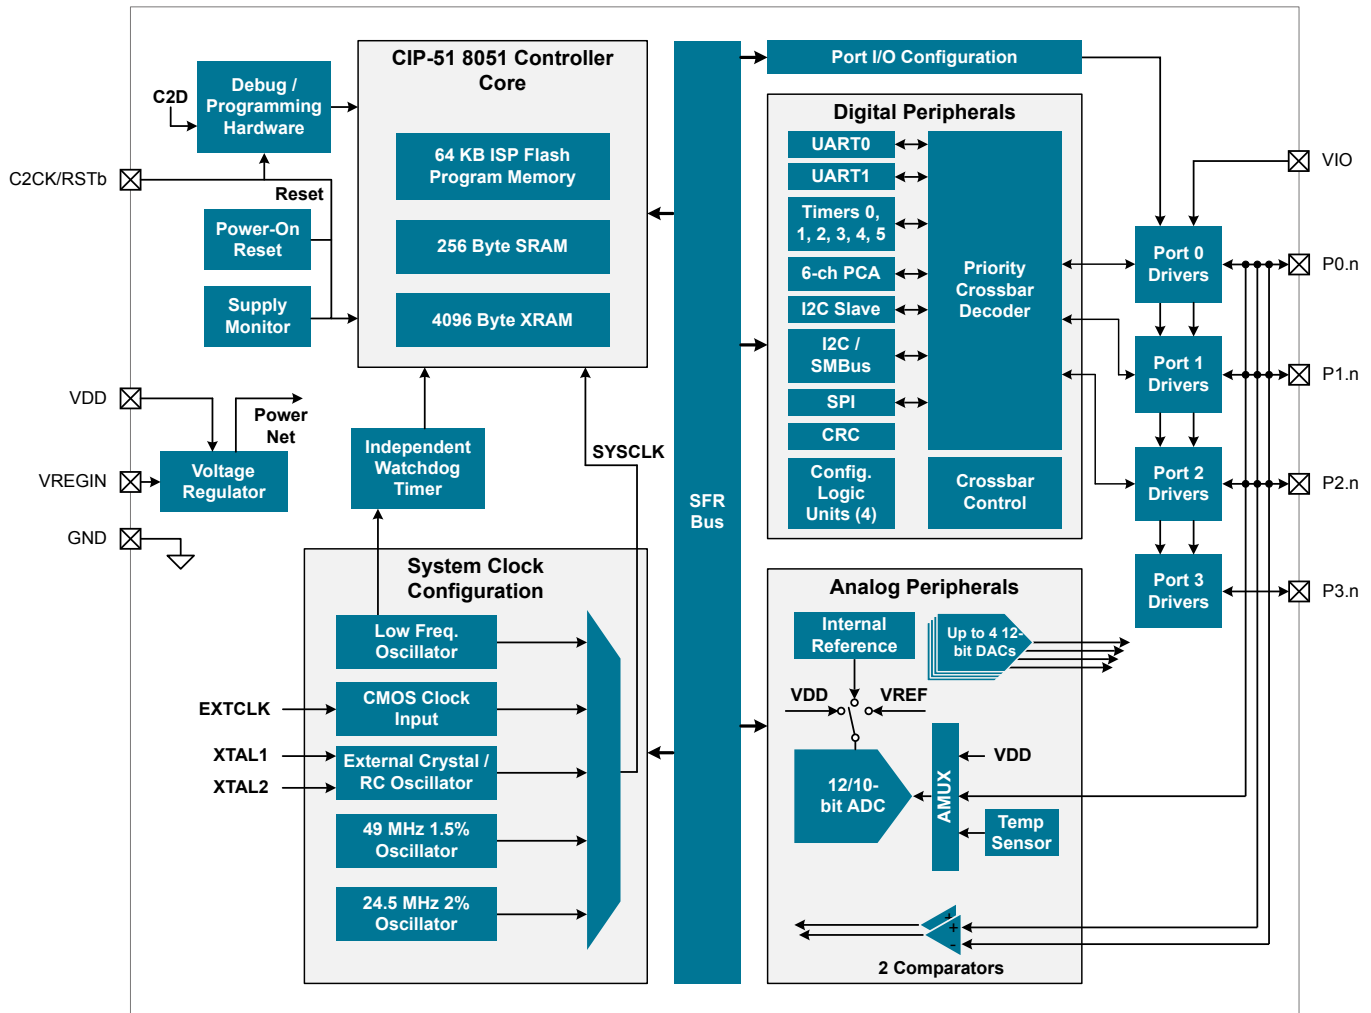 CIP-51 8051 Controller
Core
64 KB ISP Flash
Program Memory
256 Byte SRAM
4096 Byte XRAM
Debug /
Programming
Hardware
C2D
C2CK/RSTb
Reset
Power-On
Reset
Supply
Monitor
VDD
Power
Net
VREGIN
Voltage
Regulator
GND
Independent
Watchdog
Timer
SYSCLK
System Clock
Configuration
Low Freq.
Oscillator
CMOS Clock
Input
EXTCLK
XTAL1
XTAL2
External Crystal /
RC Oscillator
49 MHz 1.5%
Oscillator
24.5 MHz 2%
Oscillator
SFR
Bus
Port I/O Configuration
Digital Peripherals
UART0
UART1
Timers 0,
1, 2, 3, 4, 5
6-ch PCA
I2C Slave
I2C /
SMBus
SPI
CRC
Config.
Logic
Units (4)
Priority
Crossbar
Decoder
Crossbar
Control
Analog Peripherals
Internal
Reference
Up to 4 12-
bit DACs
VDD
VREF
12/10-
bit ADC
AMUX
VDD
Temp
Sensor
+
+
-
2 Comparators
Port 0
Drivers
Port 1
Drivers
Port 2
Drivers
Port 3
Drivers
VIO
P0.n
P1.n
P2.n
P3.n